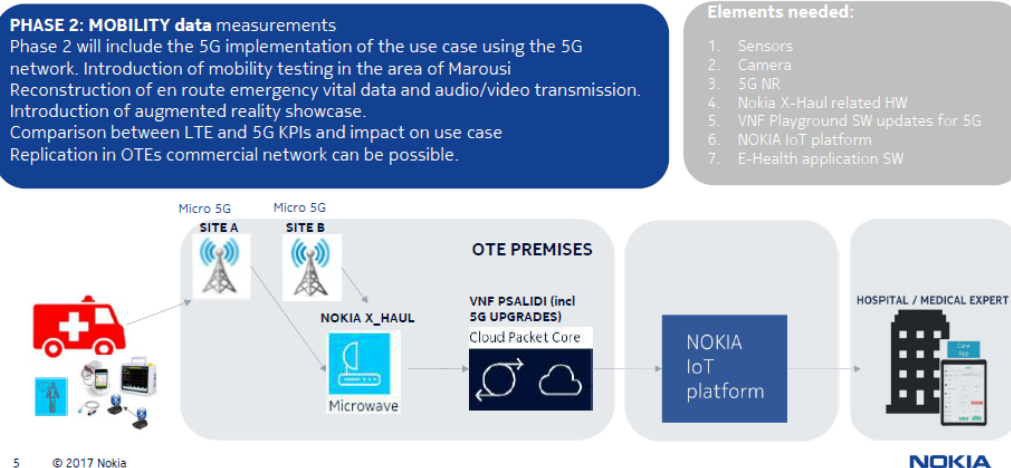 PHASE 2: MOBILITY data measurements
Phase 2 will include the 5G implementation of the use case using the 5G
network. Introduction of mobility testing in the area of Marousi
Reconstruction of en route emergency vital data and audio/video transmission.
Introduction of augmented reality showcase.
Comparison between LTE and 5G KPIs and impact on use case
Replication in OTEs commercial network can be possible.
Elements needed:
1. Sensors
2. Camera
3. 5G NR
4. Nokia X-Haul related HW
5. VNF Playground SW updates for 5G
6. NOKIA IoT platform
7. E-Health application SW
Micro 5G
Micro 5G
SITE A
SITE B
OTE PREMISES
NOKIA X_HAUL
Microwave
VNF PSALIDI (incl
5G UPGRADES)
Cloud Packet Core
NOKIA
IoT
platform
HOSPITAL / MEDICAL EXPERT
Care
App
5 © 2017 Nokia
NOKIA